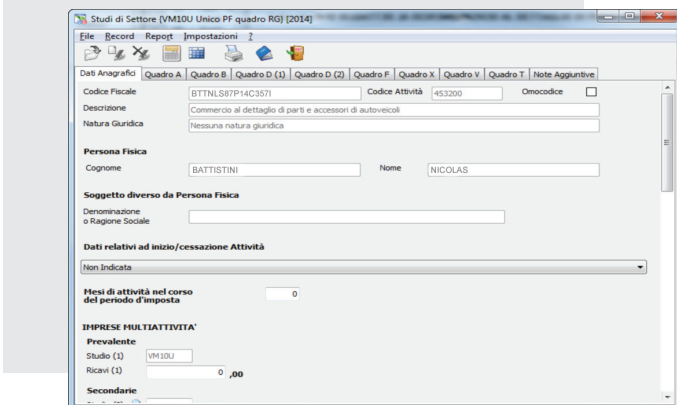 Studi di Settore (VM10U Unico PF quadro RG) [2014]
File Record Report Impostazioni ?
Dati Anagrafici Quadro A Quadro B Quadro D (1) Quadro D (2) Quadro F Quadro X Quadro V Quadro T Note Aggiuntive
Codice Fiscale BTTNLS87P14C357I Codice Attività 453200 Omocodice
Descrizione Commercio al dettaglio di parti e accessori di autoveicoli
Natura Giuridica Nessuna natura giuridica
Persona Fisica
Cognome BATTISTINI Nome NICOLAS
Soggetto diverso da Persona Fisica
Denominazione
o Ragione Sociale
Dati relativi ad inizio/cessazione Attività
Non Indicata
Mesi di attività nel corso
del periodo d'imposta 0
IMPRESE MULTIATTIVITA'
Prevalente
Studio (1) VM10U
Ricavi (1) 0 ,00
Secondarie